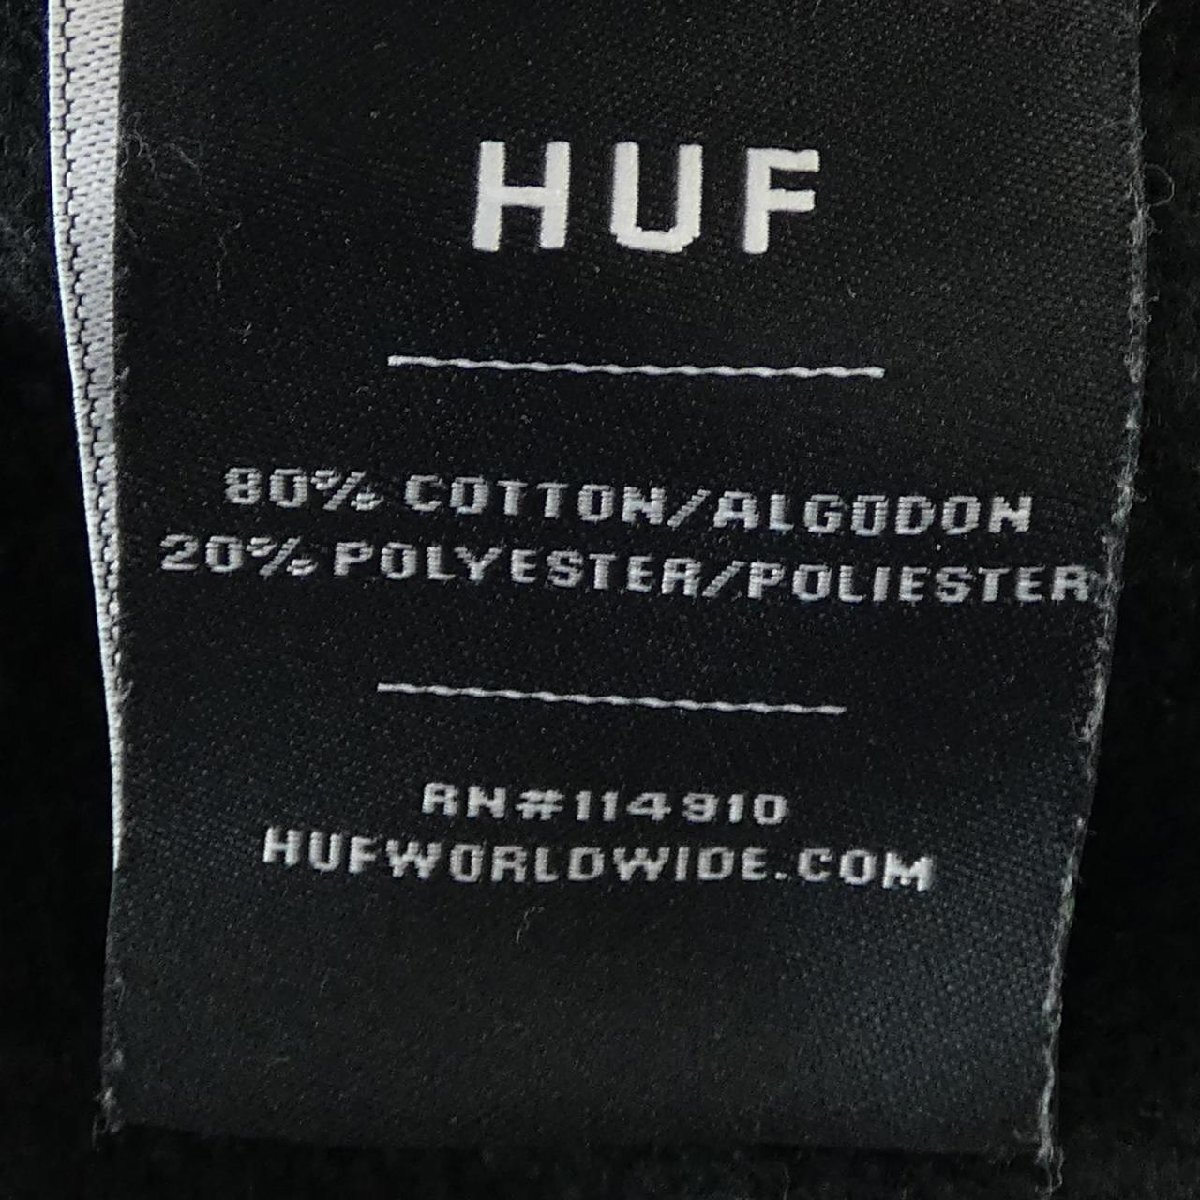 HUF
80% COTTON/ALGODON
20% POLYESTER/POLIESTER
RN#114910
HUFWORLDWIDE.COM